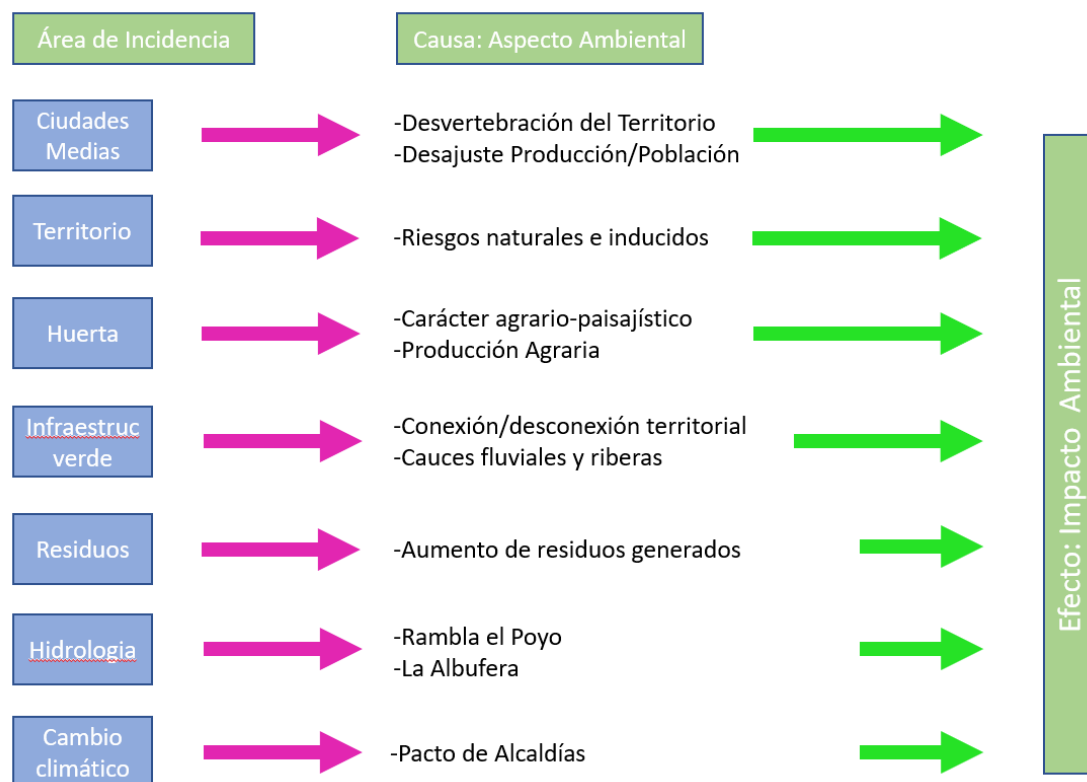 Área de Incidencia
Causa: Aspecto Ambiental
Ciudades
Medias
-Desvertebración del Territorio
-Desajuste Producción/Población
Territorio
-Riesgos naturales e inducidos
Huerta
-Carácter agrario-paisajístico
-Producción Agraria
Infraestruc
verde
-Conexión/desconexión territorial
-Cauces fluviales y riberas
Residuos
-Aumento de residuos generados
Hidrologia
-Rambla el Poyo
-La Albufera
Cambio
climático
-Pacto de Alcaldías
Efecto: Impacto Ambiental